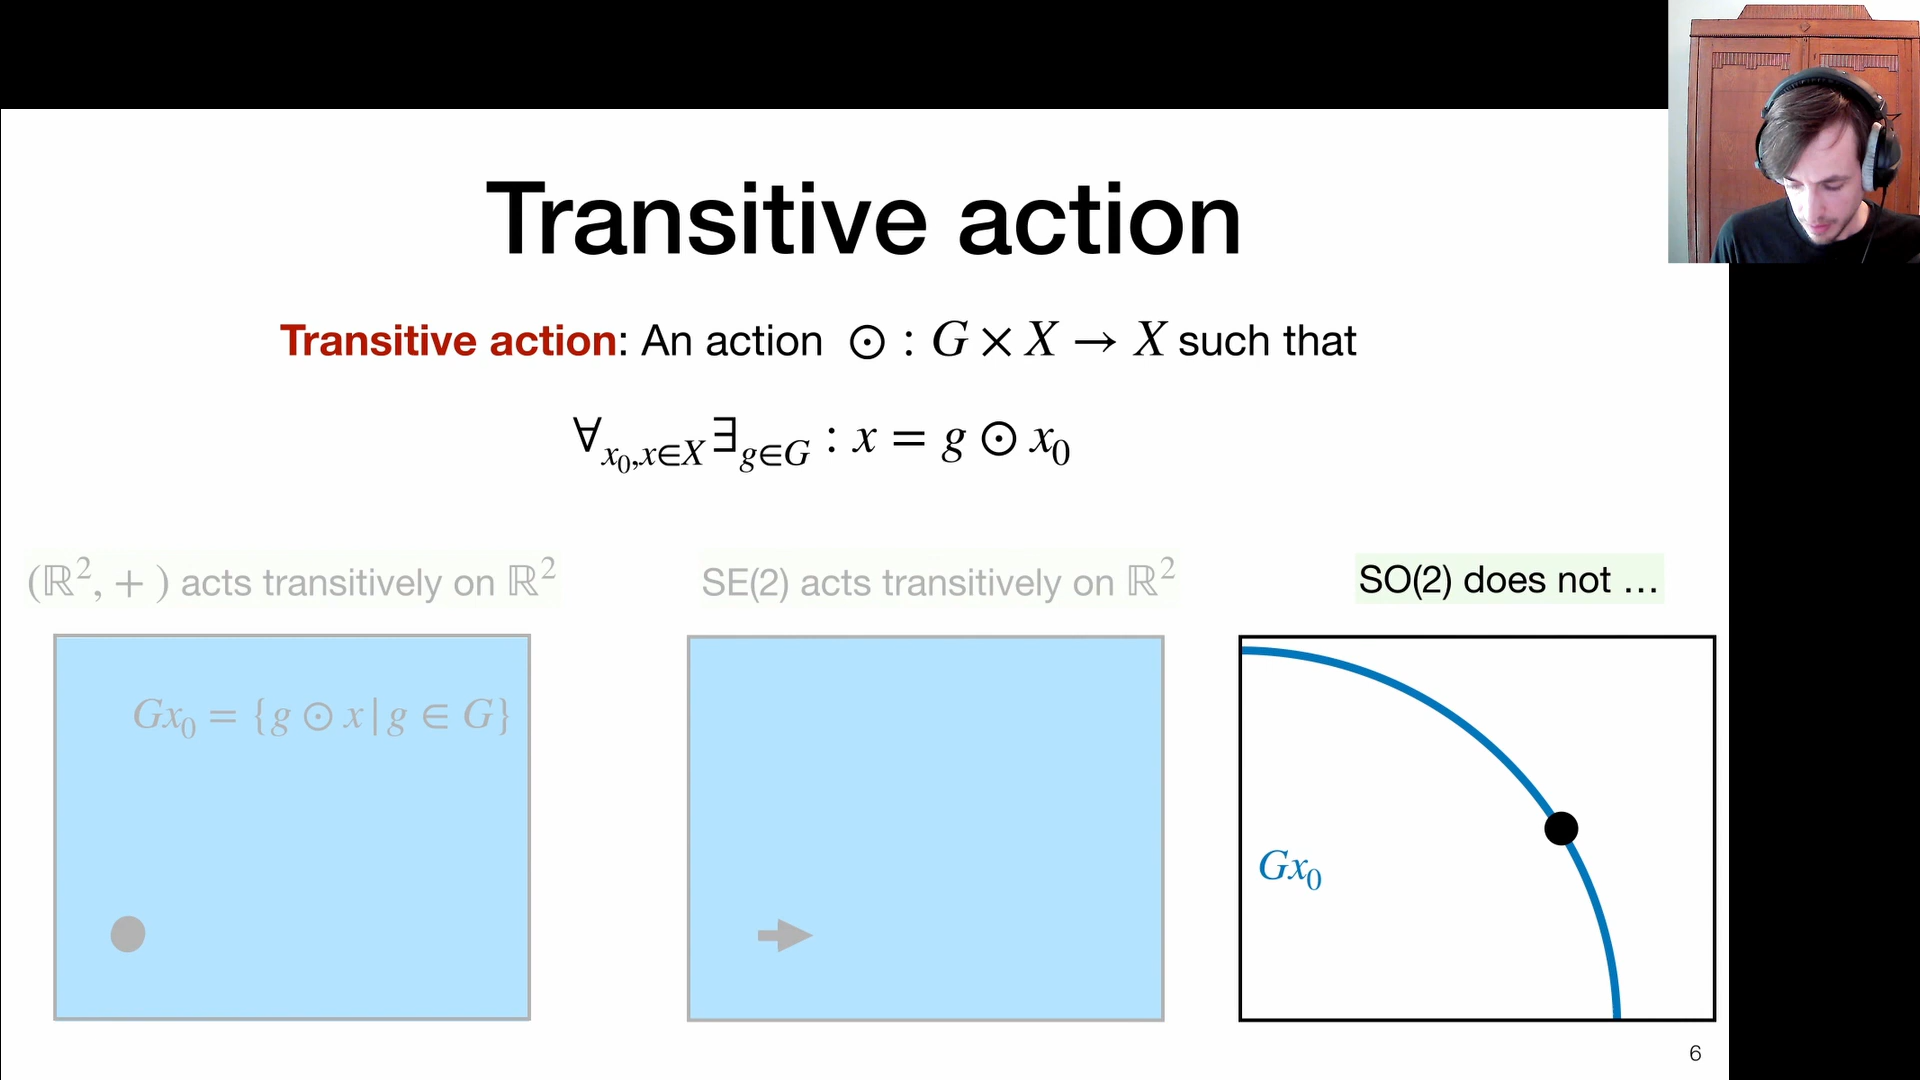 Transitive action
Transitive action: An action ⊙ : G × X → X such that
∀x₀,x∈X ∃g∈G : x = g ⊙ x₀
(ℝ², + ) acts transitively on ℝ²
SE(2) acts transitively on ℝ²
SO(2) does not …
Gx₀ = {g ⊙ x | g ∈ G}
Gx₀
6